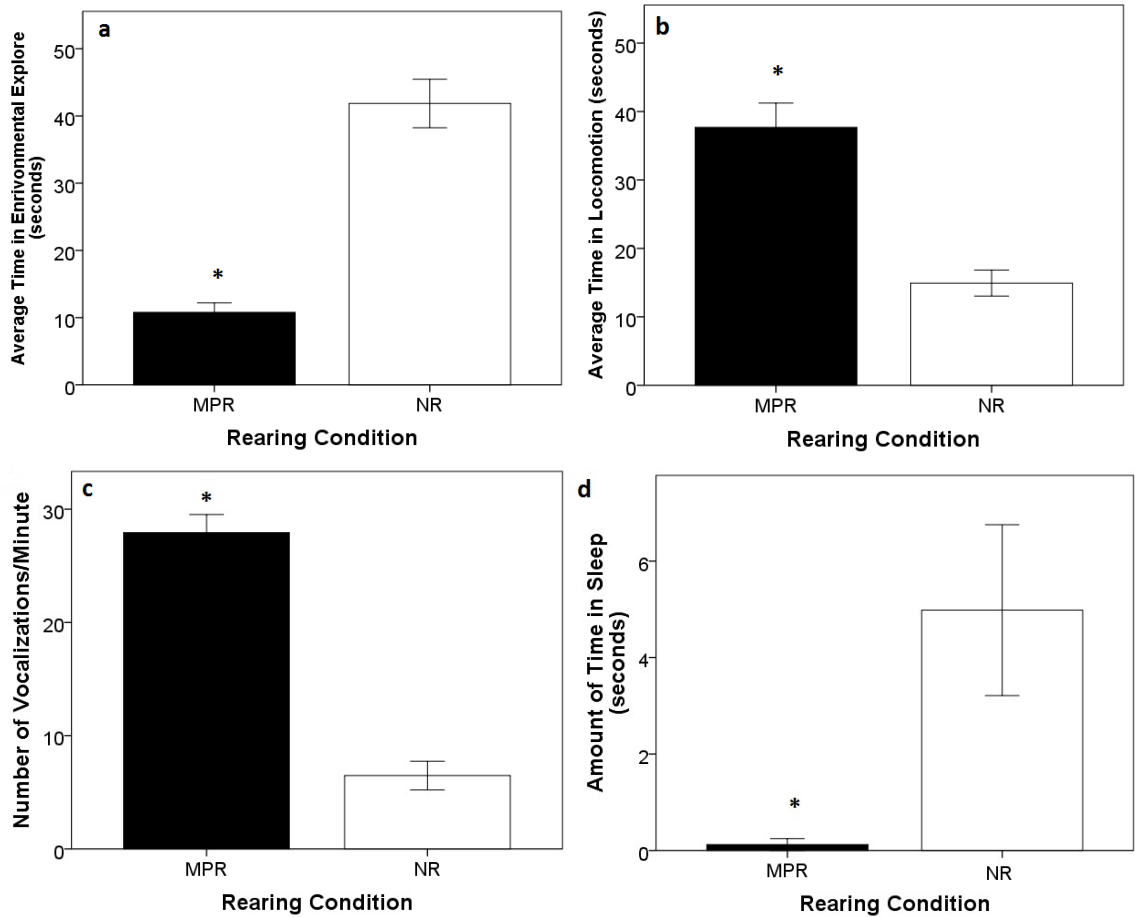 a
Average Time in Enrivonmental Explore
(seconds)
50
40
30
20
10
0
*
MPR NR
Rearing Condition
b
Average Time in Locomotion (seconds)
50
40
30
20
10
0
*
MPR NR
Rearing Condition
c
Number of Vocalizations/Minute
30
20
10
0
*
MPR NR
Rearing Condition
d
Amount of Time in Sleep
(seconds)
6
4
2
0
*
MPR NR
Rearing Condition